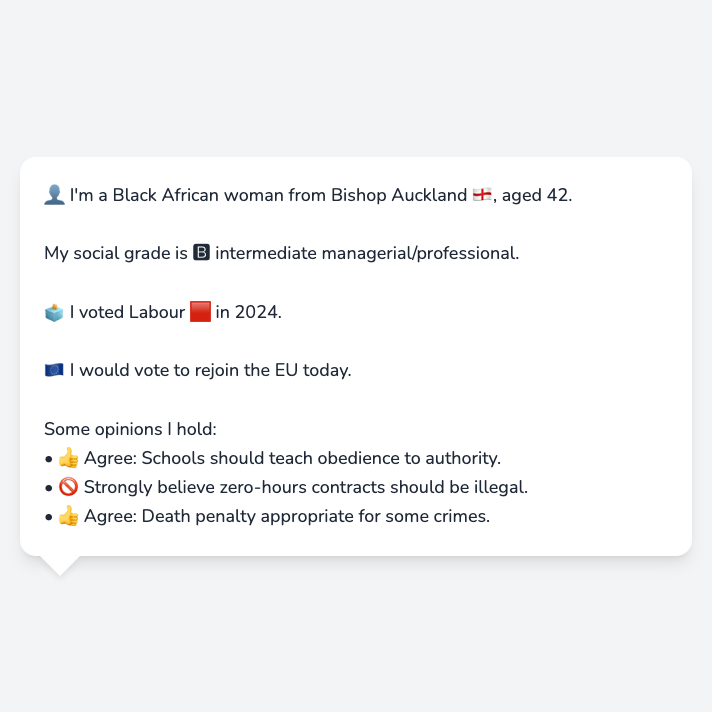 👤 I'm a Black African woman from Bishop Auckland 🏴󠁧󠁢󠁥󠁮󠁧󠁿, aged 42.
My social grade is 🅱 intermediate managerial/professional.
🗳️ I voted Labour 🟥 in 2024.
🇪🇺 I would vote to rejoin the EU today.
Some opinions I hold:
• 👍 Agree: Schools should teach obedience to authority.
• 🚫 Strongly believe zero-hours contracts should be illegal.
• 👍 Agree: Death penalty appropriate for some crimes.